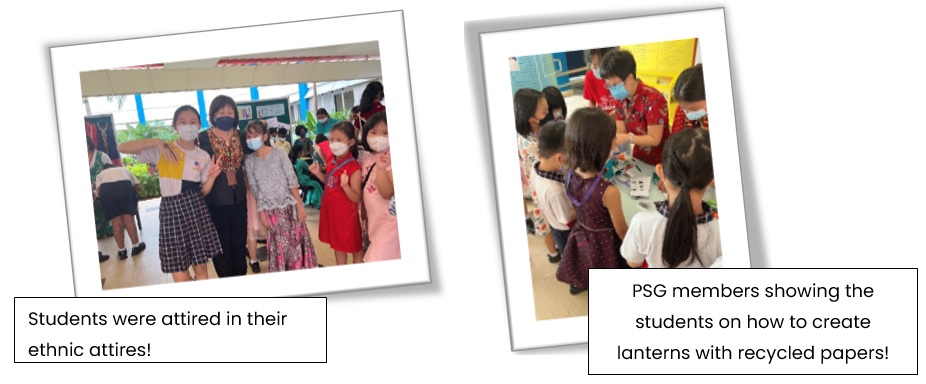 Students were attired in their
ethnic attires!
PSG members showing the
students on how to create
lanterns with recycled papers!